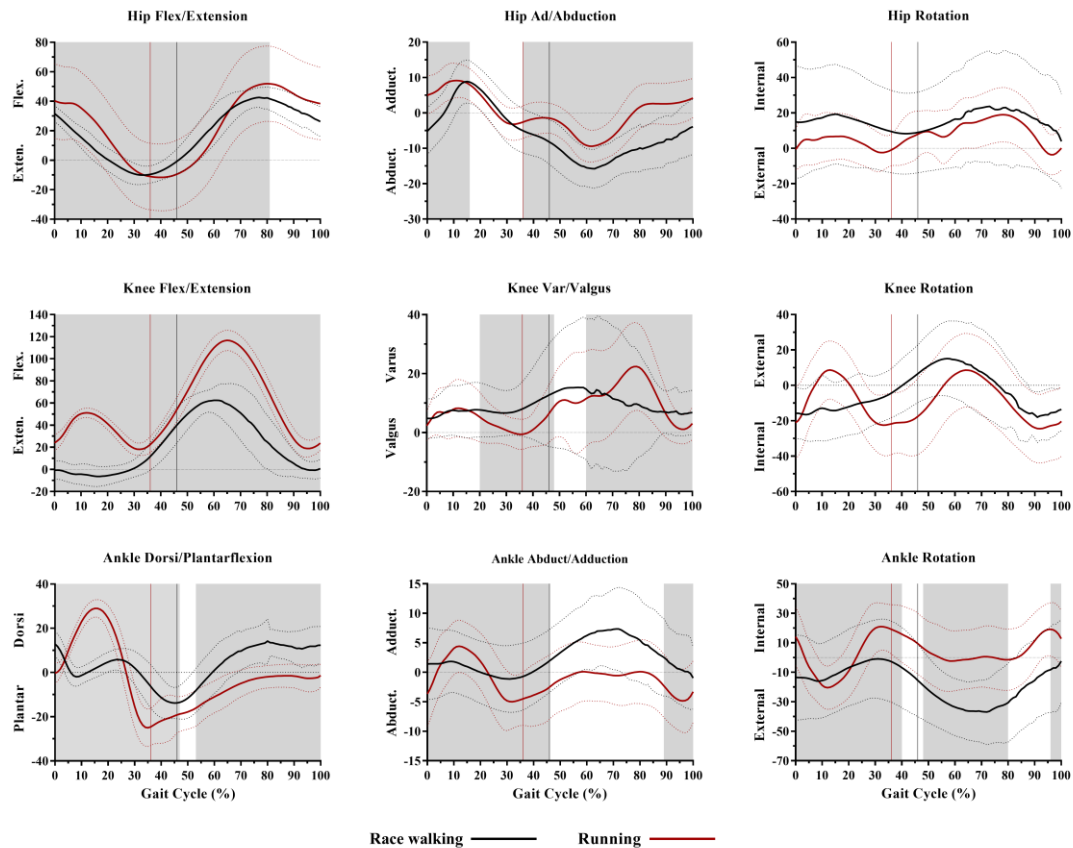 Hip Flex/Extension
Hip Ad/Abduction
Hip Rotation
Exten. Flex.
80
60
40
20
0
-20
-40
0 10 20 30 40 50 60 70 80 90 100
Abduct. Adduct.
30
20
10
0
-10
-20
-30
0 10 20 30 40 50 60 70 80 90 100
External Internal
60
40
20
0
-20
-40
0 10 20 30 40 50 60 70 80 90 100
Knee Flex/Extension
Knee Var/Valgus
Knee Rotation
Exten. Flex.
140
120
100
80
60
40
20
0
-20
0 10 20 30 40 50 60 70 80 90 100
Valgus Varus
40
20
0
-20
0 10 20 30 40 50 60 70 80 90 100
Internal External
40
20
0
-20
-40
-60
0 10 20 30 40 50 60 70 80 90 100
Ankle Dorsi/Plantarflexion
Ankle Abduct/Adduction
Ankle Rotation
Plantar Dorsi
40
20
0
-20
-40
0 10 20 30 40 50 60 70 80 90 100
Gait Cycle (%)
Abduct. Adduct.
15
10
5
0
-5
-10
-15
0 10 20 30 40 50 60 70 80 90 100
Gait Cycle (%)
External Internal
50
30
10
-10
-30
-50
-70
0 10 20 30 40 50 60 70 80 90 100
Gait Cycle (%)
Race walking
Running